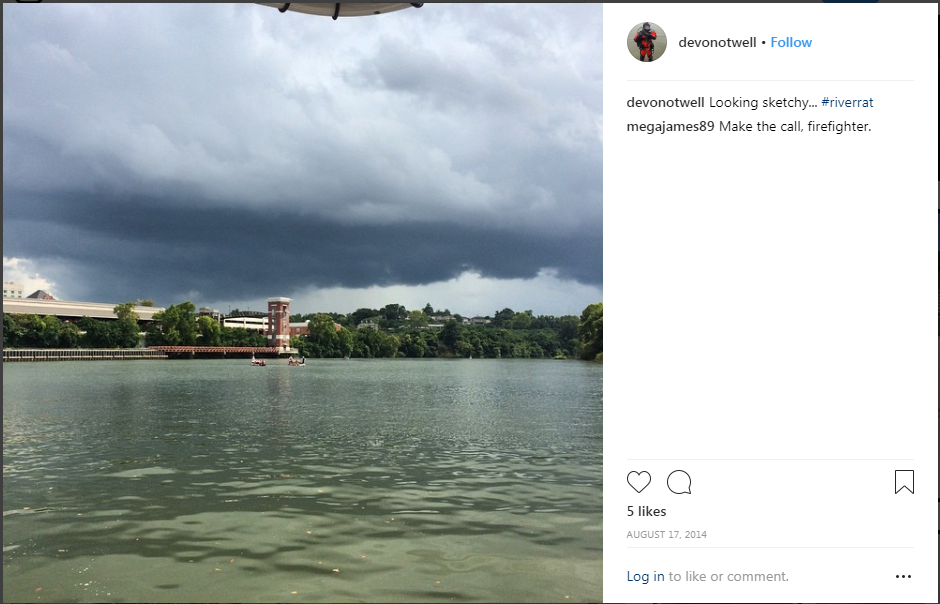 devonotwell • Follow
devonotwell Looking sketchy... #riverrat
megajames89 Make the call, firefighter.
5 likes
AUGUST 17, 2014
Log in to like or comment.